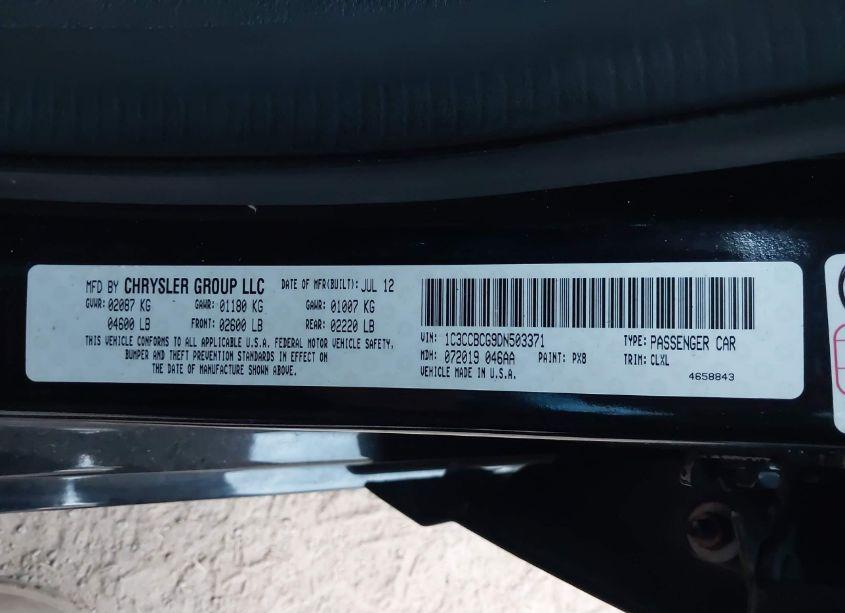 MFD BY CHRYSLER GROUP LLC DATE OF MFR(BUILT): JUL 12
GVWR: 02087 KG GAWR: 01180 KG GAWR: 01007 KG
04600 LB FRONT: 02600 LB REAR: 02220 LB
THIS VEHICLE CONFORMS TO ALL APPLICABLE U.S.A. FEDERAL MOTOR VEHICLE SAFETY,
BUMPER AND THEFT PREVENTION STANDARDS IN EFFECT ON
THE DATE OF MANUFACTURE SHOWN ABOVE.
VIN: 1C3CCBCG9DN503371 TYPE: PASSENGER CAR
MDH: 072019 046AA PAINT: PX8 TRIM: CLXL
VEHICLE MADE IN U.S.A. 4658843